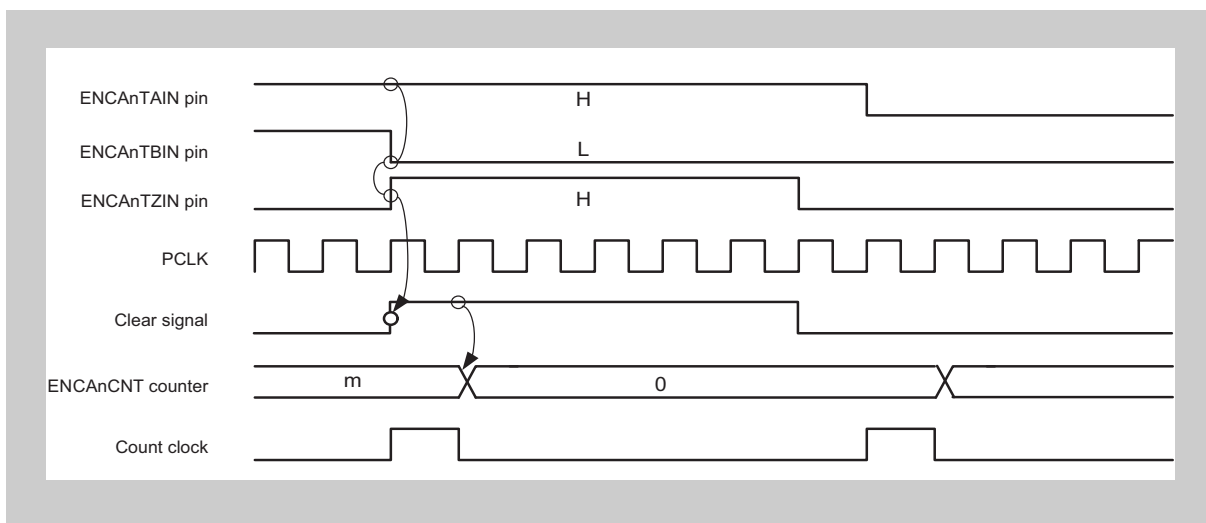 ENCAnTAIN pin
H
ENCAnTBIN pin
L
ENCAnTZIN pin
H
PCLK
Clear signal
ENCAnCNT counter
m
0
Count clock